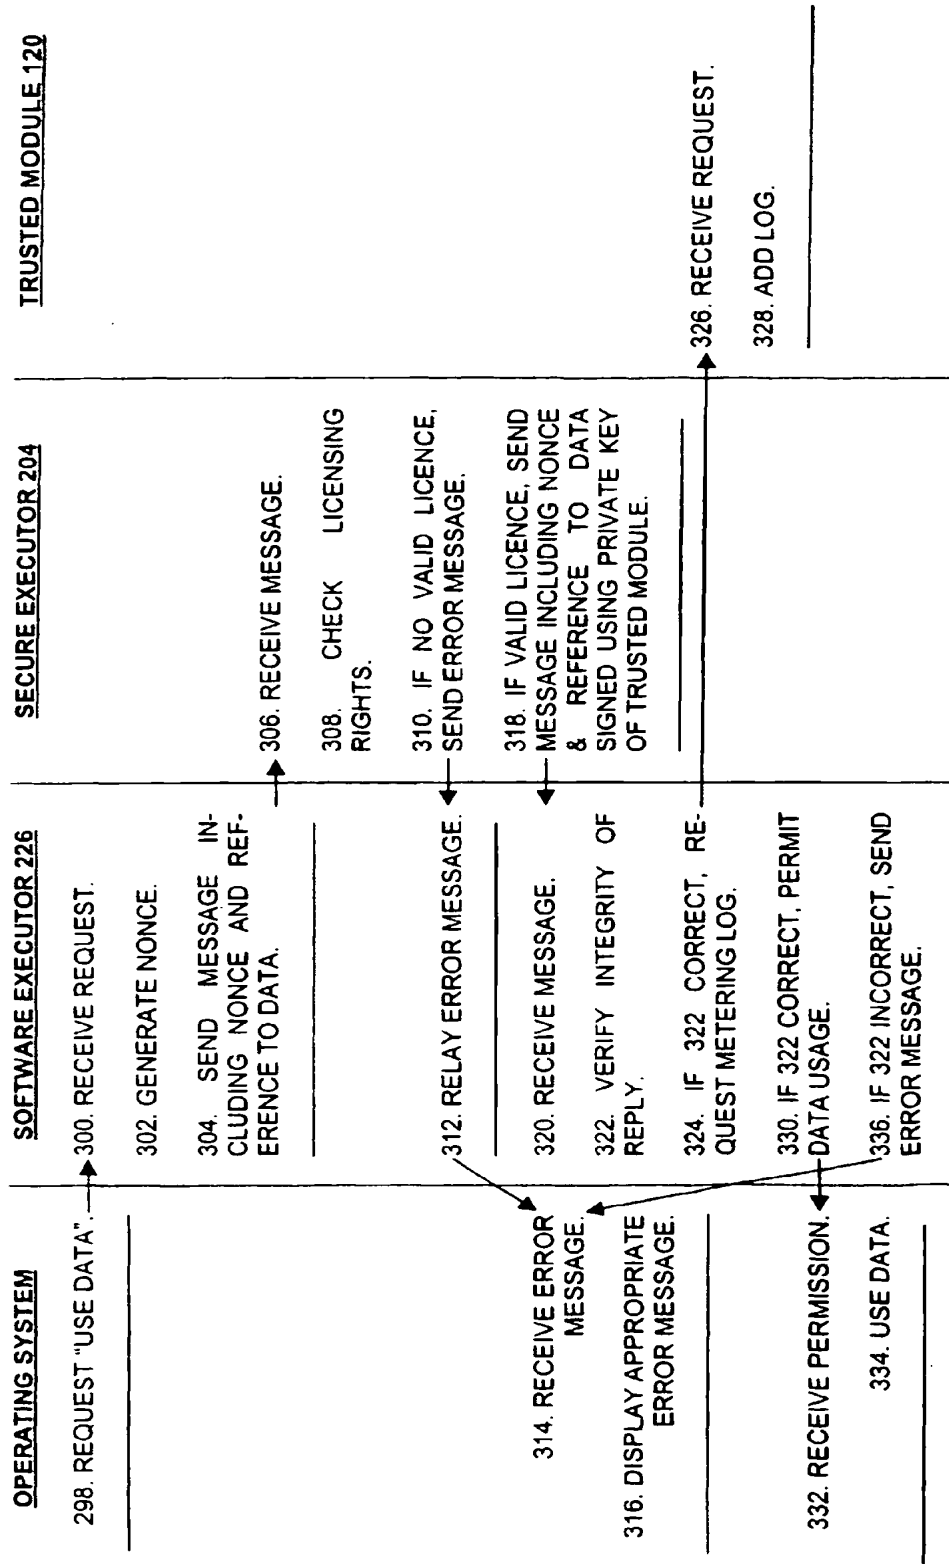 OPERATING SYSTEM
298. REQUEST "USE DATA".
314. RECEIVE ERROR
MESSAGE.
316. DISPLAY APPROPRIATE
ERROR MESSAGE.
332. RECEIVE PERMISSION.
334. USE DATA.
SOFTWARE EXECUTOR 226
300. RECEIVE REQUEST.
302. GENERATE NONCE.
304. SEND MESSAGE IN-
CLUDING NONCE AND REF-
ERENCE TO DATA.
312. RELAY ERROR MESSAGE.
320. RECEIVE MESSAGE.
322. VERIFY INTEGRITY OF
REPLY.
324. IF 322 CORRECT, RE-
QUEST METERING LOG.
330. IF 322 CORRECT, PERMIT
DATA USAGE.
336. IF 322 INCORRECT, SEND
ERROR MESSAGE.
SECURE EXECUTOR 204
306. RECEIVE MESSAGE.
308. CHECK LICENSING
RIGHTS.
310. IF NO VALID LICENCE,
SEND ERROR MESSAGE.
318. IF VALID LICENCE, SEND
MESSAGE INCLUDING NONCE
& REFERENCE TO DATA
SIGNED USING PRIVATE KEY
OF TRUSTED MODULE.
TRUSTED MODULE 120
326. RECEIVE REQUEST.
328. ADD LOG.